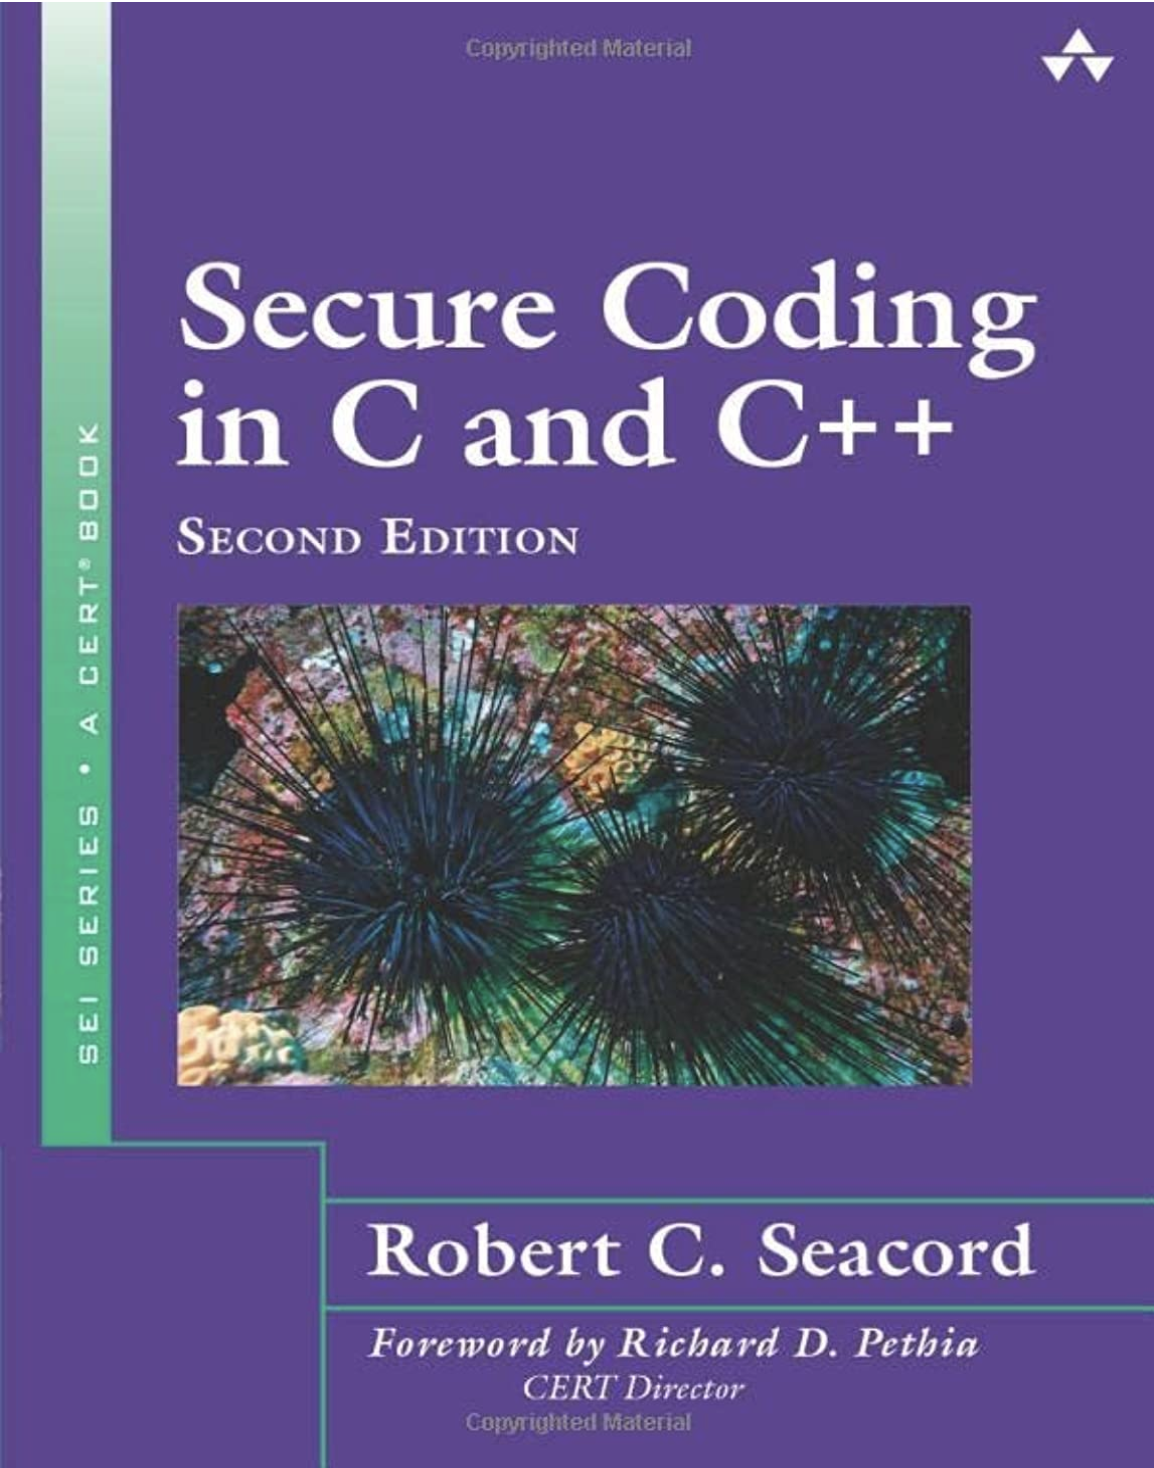 Copyrighted Material
Secure Coding
in C and C++
SECOND EDITION
SEI SERIES • A CERT® BOOK
Robert C. Seacord
Foreword by Richard D. Pethia
CERT Director
Copyrighted Material